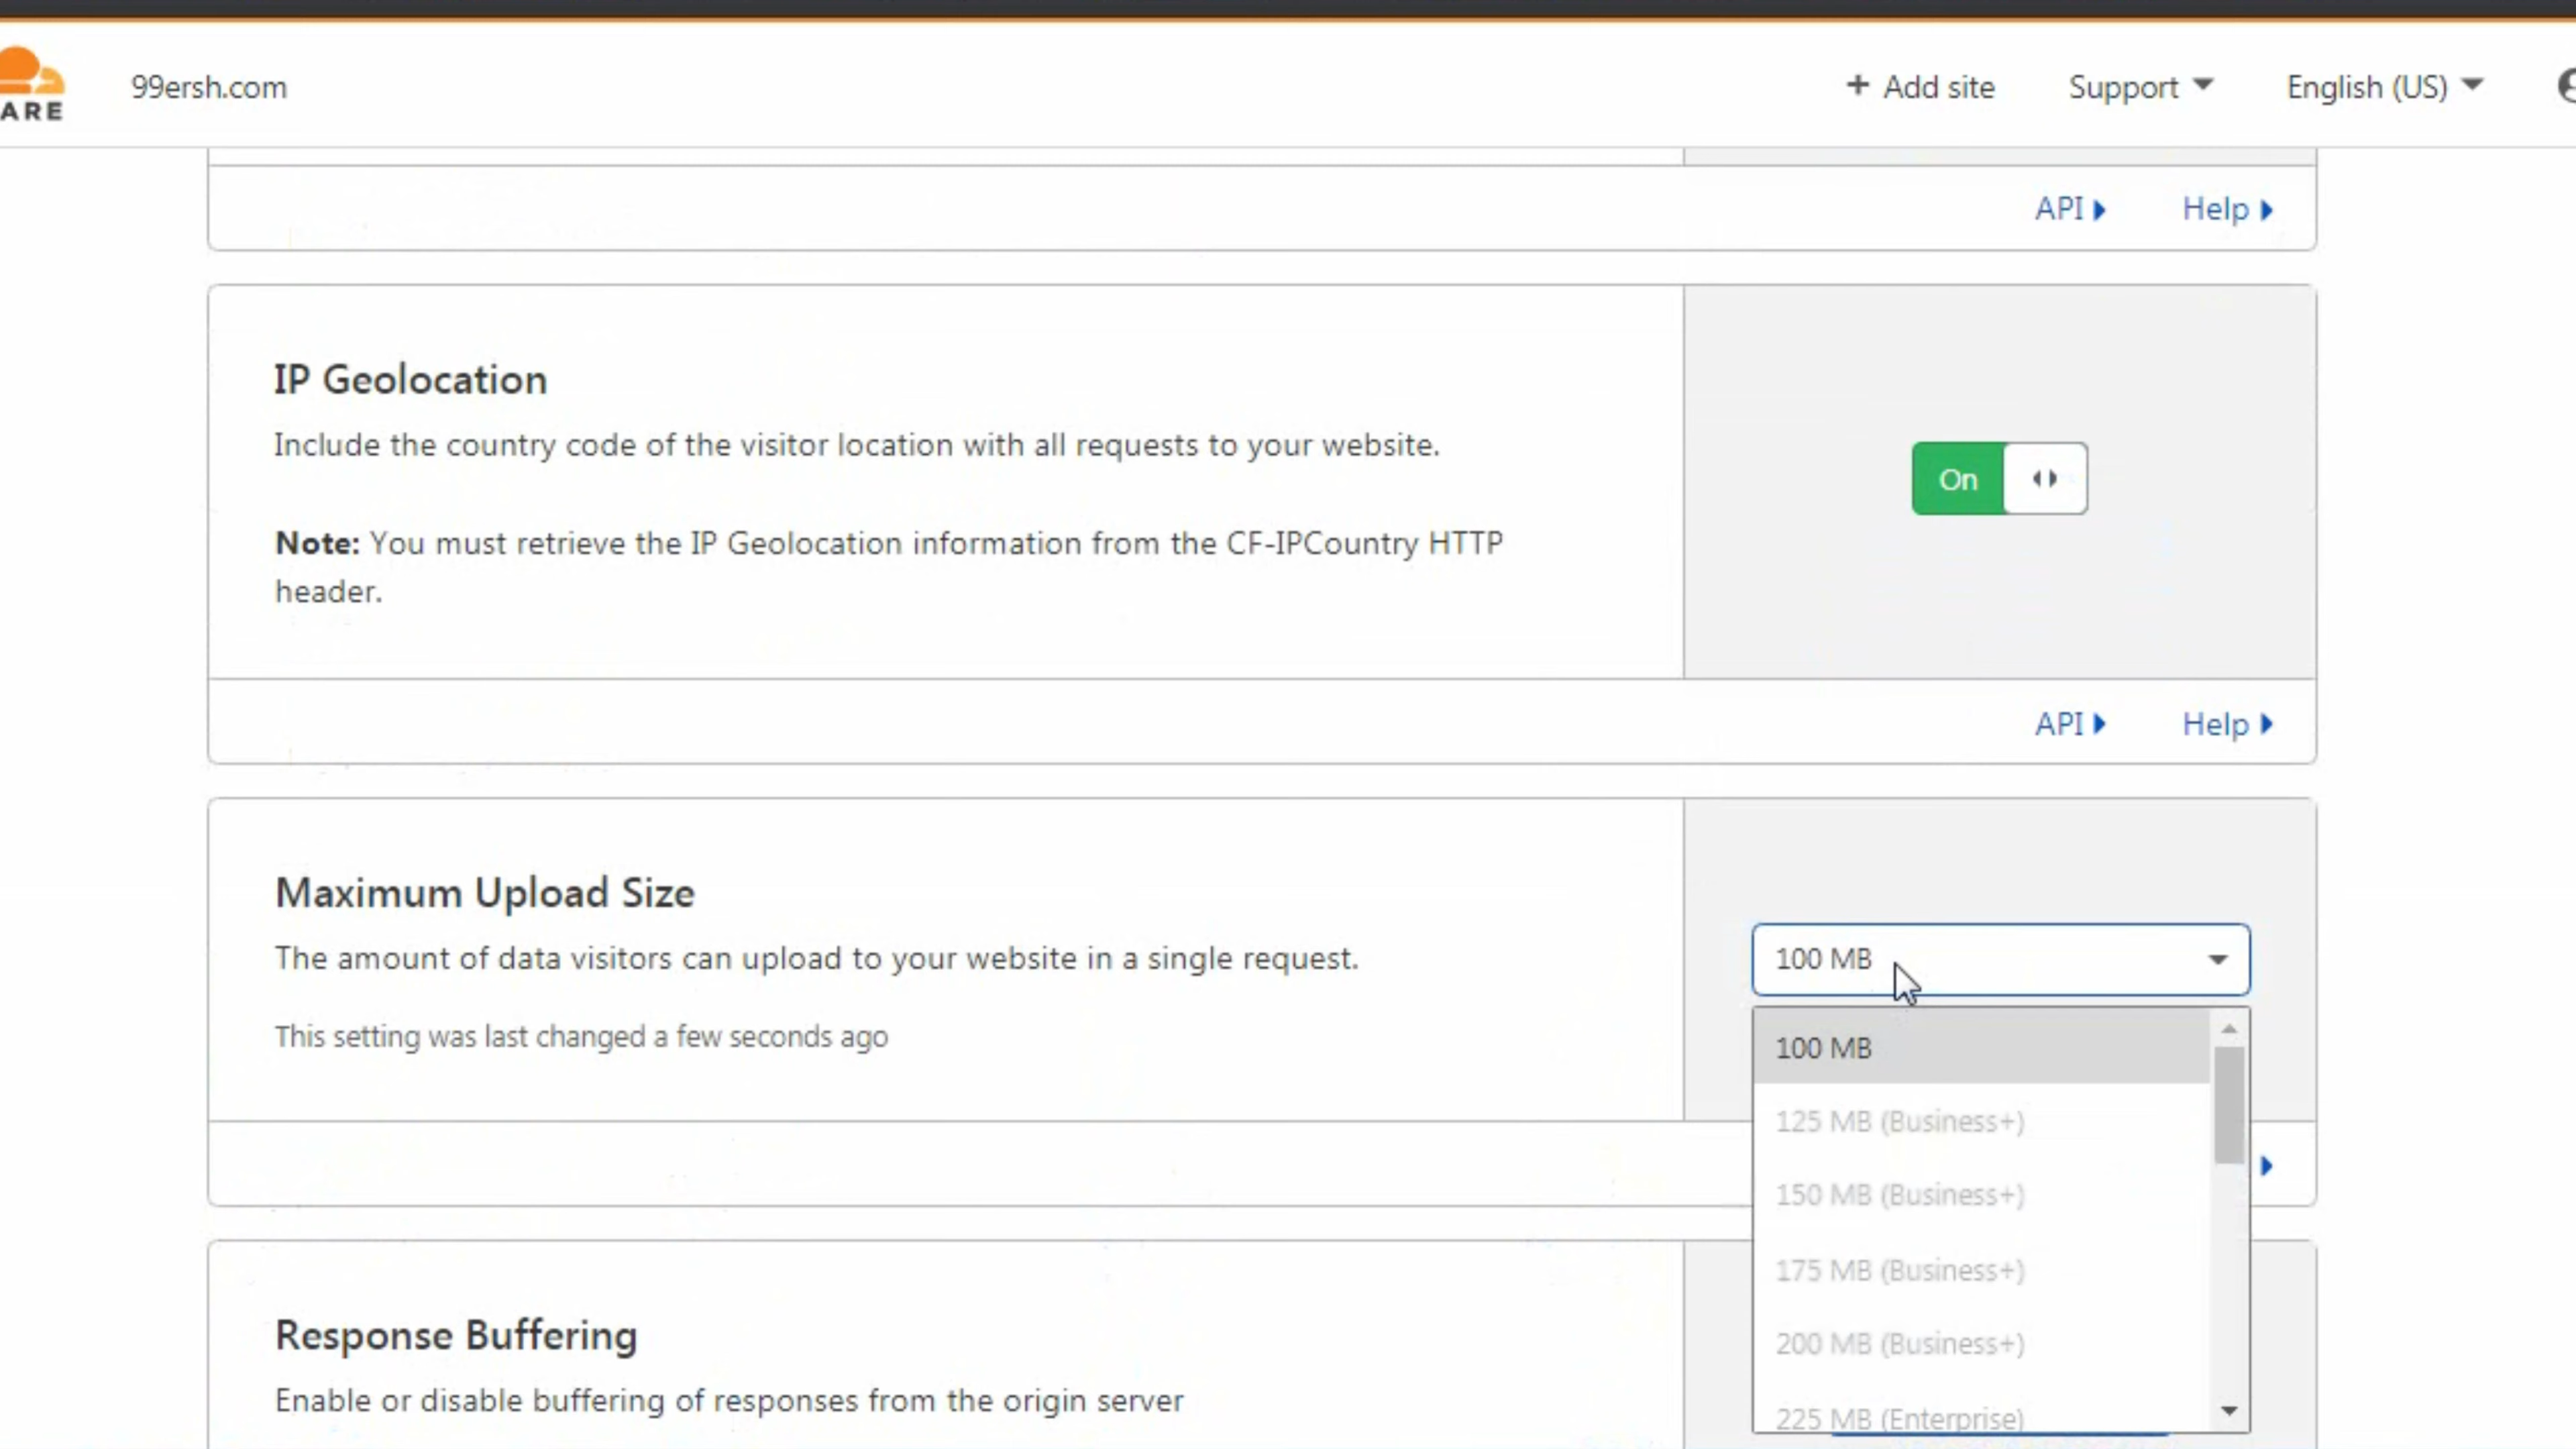 ARE
99ersh.com
+ Add site
Support
English (US)
API
Help
IP Geolocation
Include the country code of the visitor location with all requests to your website.
On
Note: You must retrieve the IP Geolocation information from the CF-IPCountry HTTP
header.
API
Help
Maximum Upload Size
The amount of data visitors can upload to your website in a single request.
100 MB
This setting was last changed a few seconds ago
100 MB
125 MB (Business+)
150 MB (Business+)
175 MB (Business+)
200 MB (Business+)
225 MB (Enterprise)
Response Buffering
Enable or disable buffering of responses from the origin server